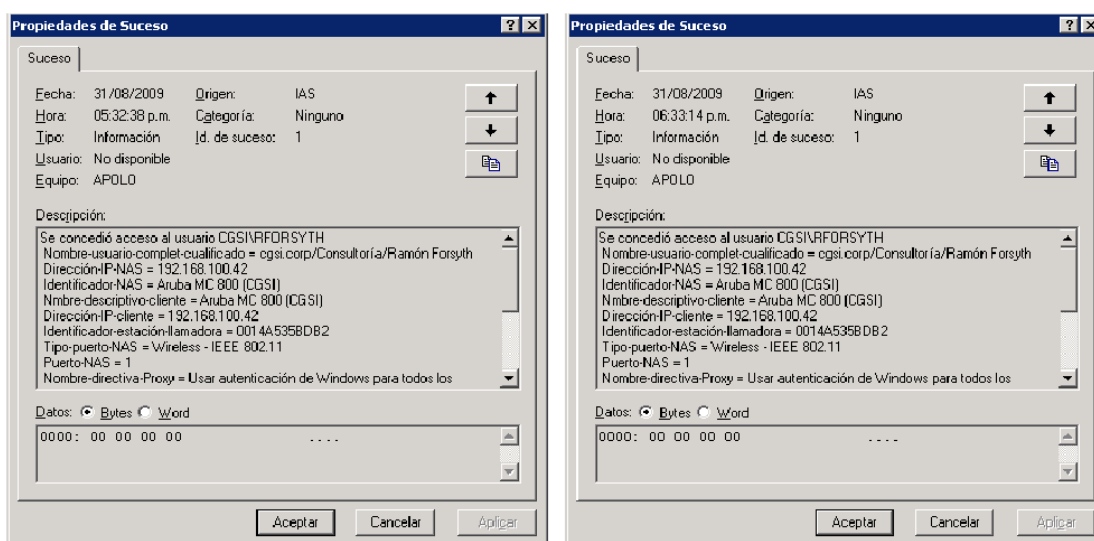 Propiedades de Suceso
Suceso
Fecha: 31/08/2009 Origen: IAS
Hora: 05:32:38 p.m. Categoría: Ninguno
Tipo: Información Id. de suceso: 1
Usuario: No disponible
Equipo: APOLO
Descripción:
Se concedió acceso al usuario CGSI\RFORSYTH
Nombre-usuario-complet-cualificado = cgsi.corp/Consultoría/Ramón Forsyth
Dirección-IP-NAS = 192.168.100.42
Identificador-NAS = Aruba MC 800 (CGSI)
Nmbre-descriptivo-cliente = Aruba MC 800 (CGSI)
Dirección-IP-cliente = 192.168.100.42
Identificador-estación-llamadora = 0014A535BDB2
Tipo-puerto-NAS = Wireless - IEEE 802.11
Puerto-NAS = 1
Nombre-directiva-Proxy = Usar autenticación de Windows para todos los
Datos: Bytes Word
0000: 00 00 00 00 ....
Aceptar Cancelar Aplicar
Propiedades de Suceso
Suceso
Fecha: 31/08/2009 Origen: IAS
Hora: 06:33:14 p.m. Categoría: Ninguno
Tipo: Información Id. de suceso: 1
Usuario: No disponible
Equipo: APOLO
Descripción:
Se concedió acceso al usuario CGSI\RFORSYTH
Nombre-usuario-complet-cualificado = cgsi.corp/Consultoría/Ramón Forsyth
Dirección-IP-NAS = 192.168.100.42
Identificador-NAS = Aruba MC 800 (CGSI)
Nmbre-descriptivo-cliente = Aruba MC 800 (CGSI)
Dirección-IP-cliente = 192.168.100.42
Identificador-estación-llamadora = 0014A535BDB2
Tipo-puerto-NAS = Wireless - IEEE 802.11
Puerto-NAS = 1
Nombre-directiva-Proxy = Usar autenticación de Windows para todos los
Datos: Bytes Word
0000: 00 00 00 00 ....
Aceptar Cancelar Aplicar